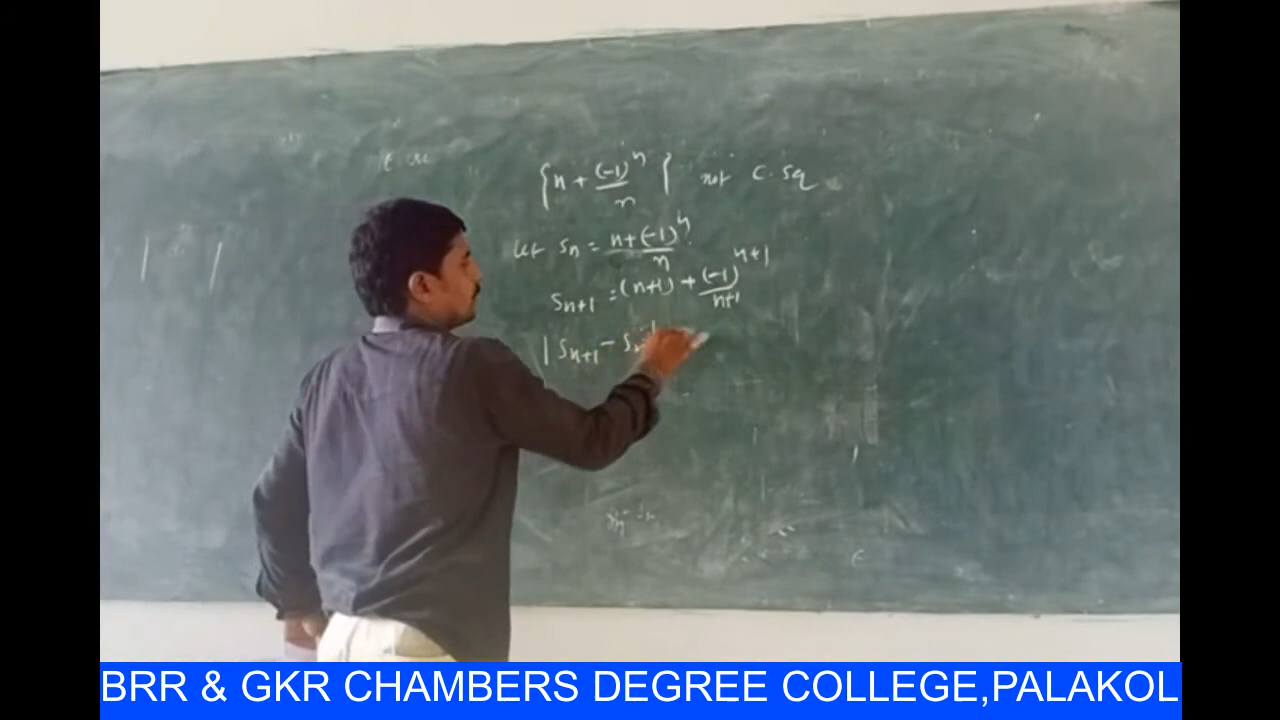 {n + (-1)^n/n} not C. Sq
let Sn = n+(-1)^n/n
Sn+1 = (n+1) + (-1)^n+1/n+1
|Sn+1 - Sn|
BRR & GKR CHAMBERS DEGREE COLLEGE,PALAKOL